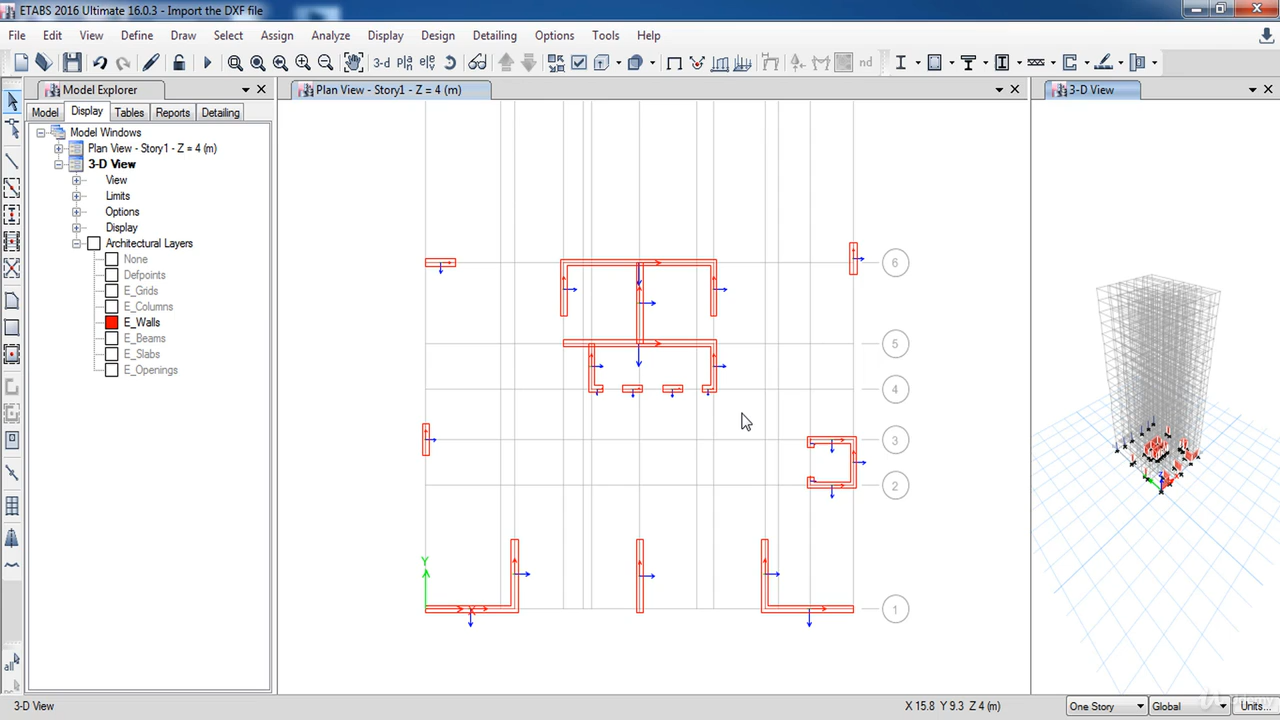 ETABS 2016 Ultimate 16.0.3 - Import the DXF file
File Edit View Define Draw Select Assign Analyze Display Design Detailing Options Tools Help
3-d nd
Model Explorer
Plan View - Story1 - Z = 4 (m)
3-D View
Model Display Tables Reports Detailing
Model Windows
Plan View - Story1 - Z = 4 (m)
3-D View
View
Limits
Options
Display
Architectural Layers
None
Defpoints
E_Grids
E_Columns
E_Walls
E_Beams
E_Slabs
E_Openings
6
5
4
3
2
Y
X
1
all
3-D View
X 15.8 Y 9.3 Z 4 (m)
One Story
Global
Units...